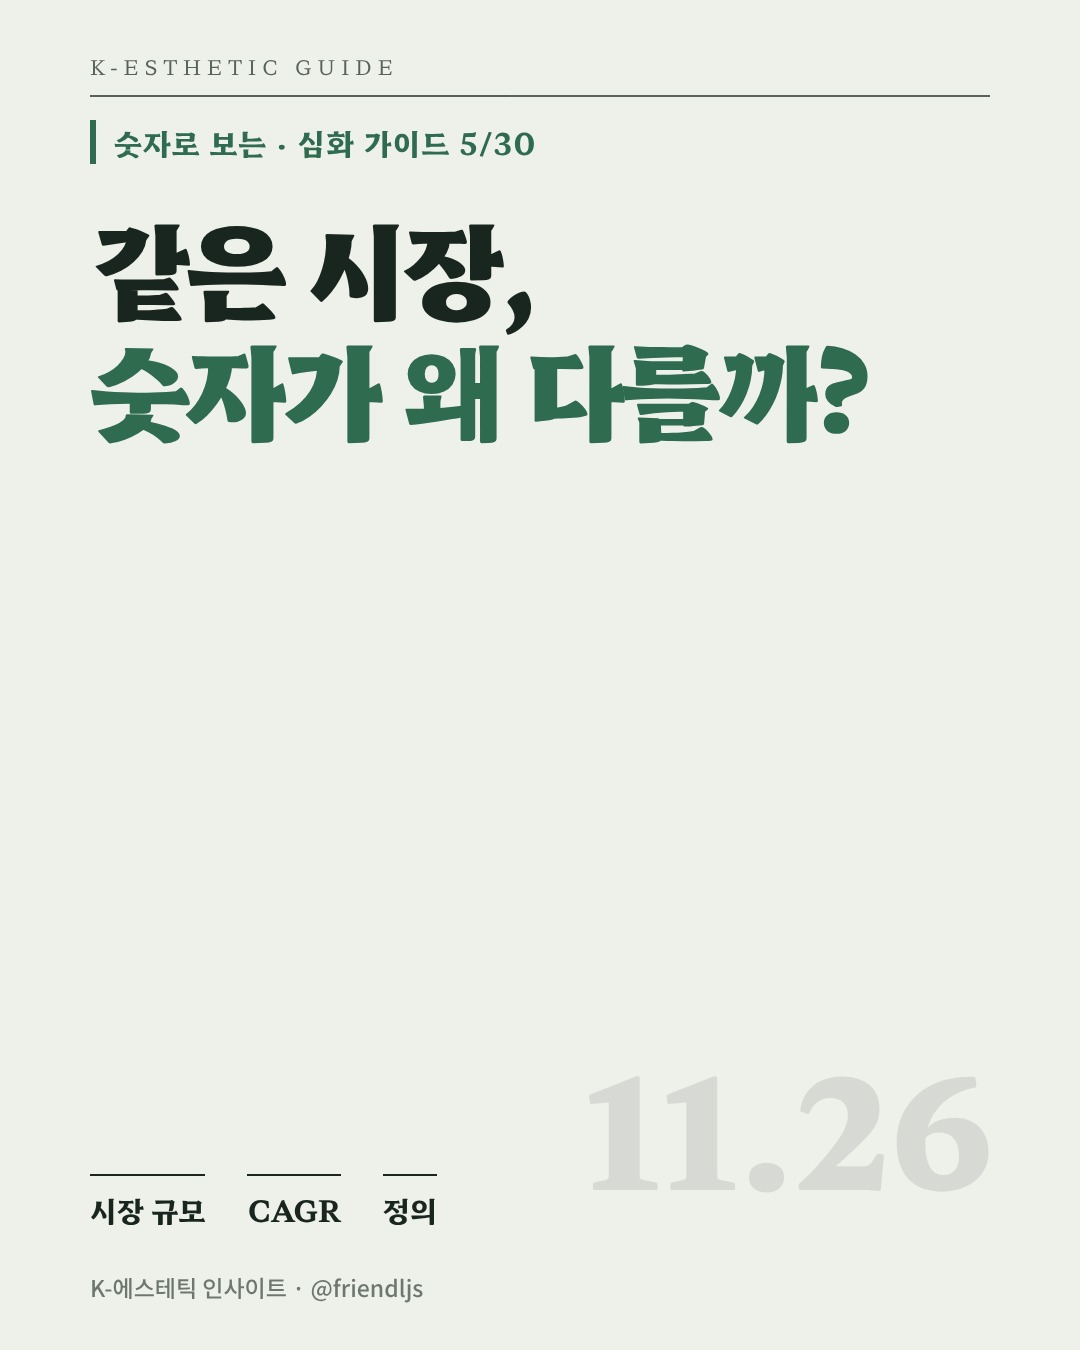 K-ESTHETIC GUIDE
숫자로 보는 · 심화 가이드 5/30
같은 시장,
숫자가 왜 다를까?
11.26
시장 규모 CAGR 정의
K-에스테틱 인사이트 · @friendljs